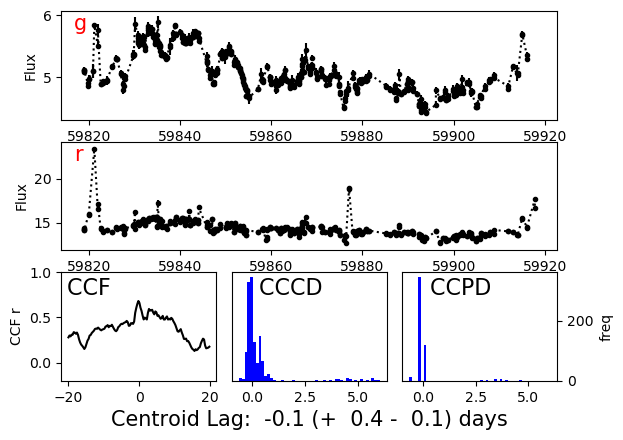 g
6
5
Flux
59820 59840 59860 59880 59900 59920
r
20
15
Flux
59820 59840 59860 59880 59900 59920
CCF
CCCD
CCPD
1.0
0.5
0.0
CCF r
200
0
freq
−20 0 20 0.0 2.5 5.0 0.0 2.5 5.0
Centroid Lag: -0.1 (+ 0.4 - 0.1) days